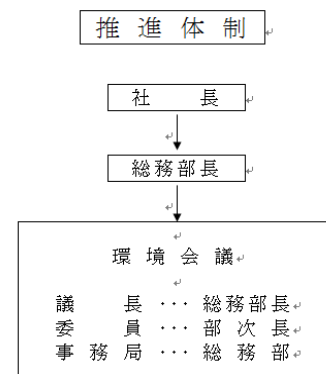 推進体制
社長
総務部長
環境会議
議長…総務部長
委員…部次長
事務局…総務部